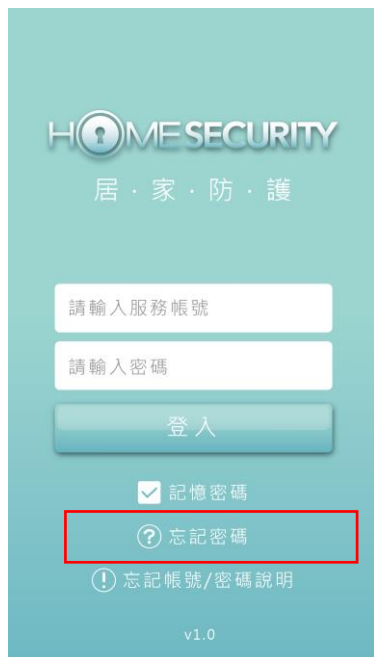 HOME SECURITY
居·家·防·護
請輸入服務帳號
請輸入密碼
登入
記憶密碼
忘記密碼
忘記帳號/密碼說明
v1.0